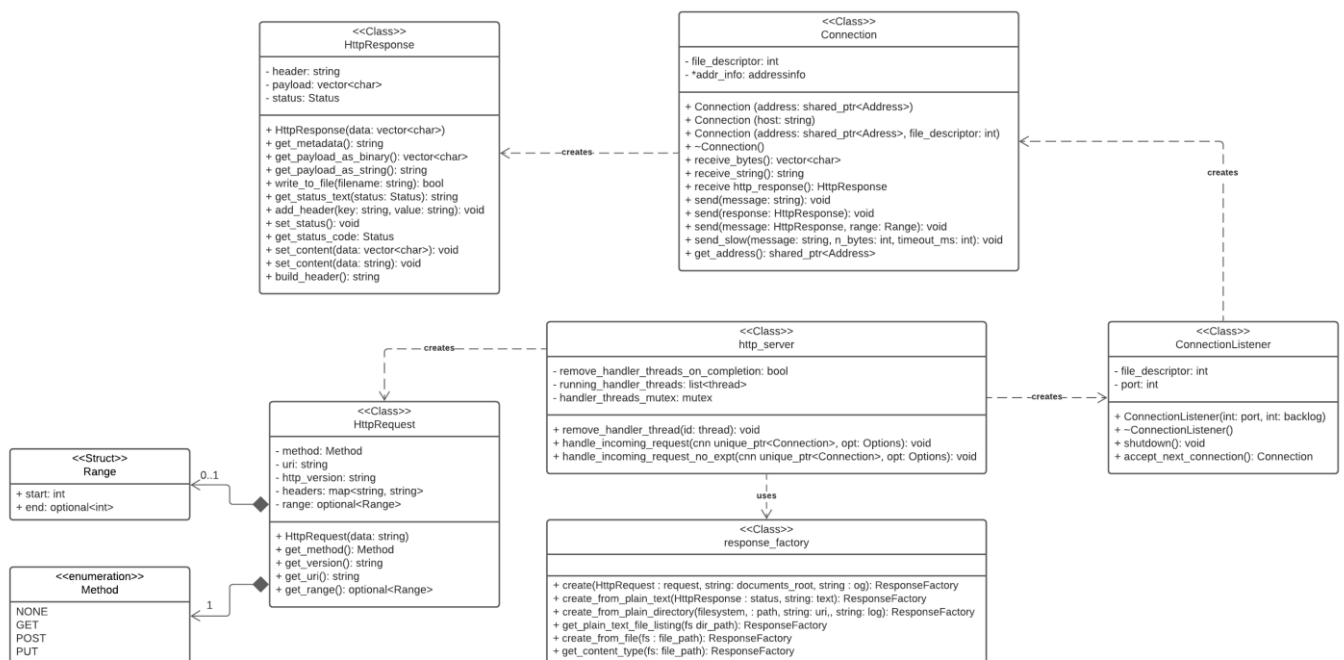 <<Class>>
HttpResponse
- header: string
- payload: vector<char>
- status: Status
+ HttpResponse(data: vector<char>)
+ get_metadata(): string
+ get_payload_as_binary(): vector<char>
+ get_payload_as_string(): string
+ write_to_file(filename: string): bool
+ get_status_text(status: Status): string
+ add_header(key: string, value: string): void
+ set_status(): void
+ get_status_code: Status
+ set_content(data: vector<char>): void
+ set_content(data: string): void
+ build_header(): string
creates
<<Class>>
Connection
- file_descriptor: int
- *addr_info: addressinfo
+ Connection (address: shared_ptr<Address>)
+ Connection (host: string)
+ Connection (address: shared_ptr<Adress>, file_descriptor: int)
+ ~Connection()
+ receive_bytes(): vector<char>
+ receive_string(): string
+ receive http_response(): HttpResponse
+ send(message: string): void
+ send(response: HttpResponse): void
+ send(message: HttpResponse, range: Range): void
+ send_slow(message: string, n_bytes: int, timeout_ms: int): void
+ get_address(): shared_ptr<Address>
creates
creates
<<Class>>
http_server
- remove_handler_threads_on_completion: bool
- running_handler_threads: list<thread>
- handler_threads_mutex: mutex
+ remove_handler_thread(id: thread): void
+ handle_incoming_request(cnn unique_ptr<Connection>, opt: Options): void
+ handle_incoming_request_no_expt(cnn unique_ptr<Connection>, opt: Options): void
creates
<<Class>>
ConnectionListener
- file_descriptor: int
- port: int
+ ConnectionListener(int: port, int: backlog)
+ ~ConnectionListener()
+ shutdown(): void
+ accept_next_connection(): Connection
<<Class>>
HttpRequest
- method: Method
- uri: string
- http_version: string
- headers: map<string, string>
- range: optional<Range>
+ HttpRequest(data: string)
+ get_method(): Method
+ get_version(): string
+ get_uri(): string
+ get_range(): optional<Range>
<<Struct>>
Range
+ start: int
+ end: optional<int>
0..1
<<enumeration>>
Method
NONE
GET
POST
PUT
1
uses
<<Class>>
response_factory
+ create(HttpRequest : request, string: documents_root, string : og): ResponseFactory
+ create_from_plain_text(HttpResponse : status, string: text): ResponseFactory
+ create_from_plain_directory(filesystem, : path, string: uri,, string: log): ResponseFactory
+ get_plain_text_file_listing(fs dir_path): ResponseFactory
+ create_from_file(fs : file_path): ResponseFactory
+ get_content_type(fs: file_path): ResponseFactory